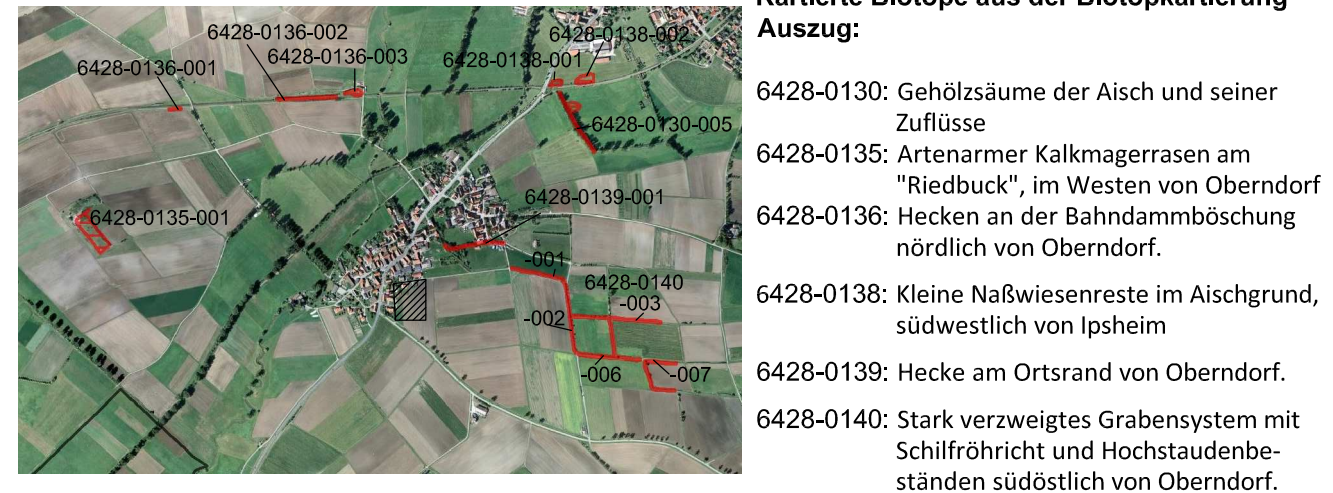 Kartierte Biotope aus der Biotopkartierung
Auszug:
6428-0136-002
6428-0136-003
6428-0136-001
6428-0138-002
6428-0138-001
6428-0130-005
6428-0139-001
6428-0135-001
-001
6428-0140
-003
-002
-006
-007
6428-0130: Gehölzsäume der Aisch und seiner
Zuflüsse
6428-0135: Artenarmer Kalkmagerrasen am
"Riedbuck", im Westen von Oberndorf
6428-0136: Hecken an der Bahndammböschung
nördlich von Oberndorf.
6428-0138: Kleine Naßwiesenreste im Aischgrund,
südwestlich von Ipsheim
6428-0139: Hecke am Ortsrand von Oberndorf.
6428-0140: Stark verzweigtes Grabensystem mit
Schilfröhricht und Hochstaudenbe-
ständen südöstlich von Oberndorf.